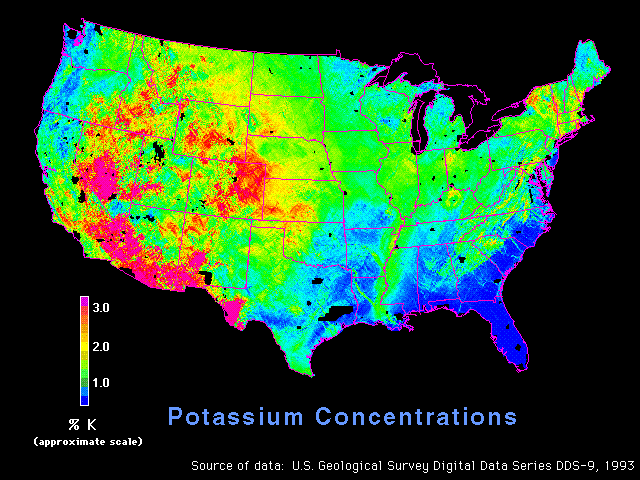 3.0
2.0
1.0
% K
(approximate scale)
Potassium Concentrations
Source of data: U.S. Geological Survey Digital Data Series DDS-9, 1993